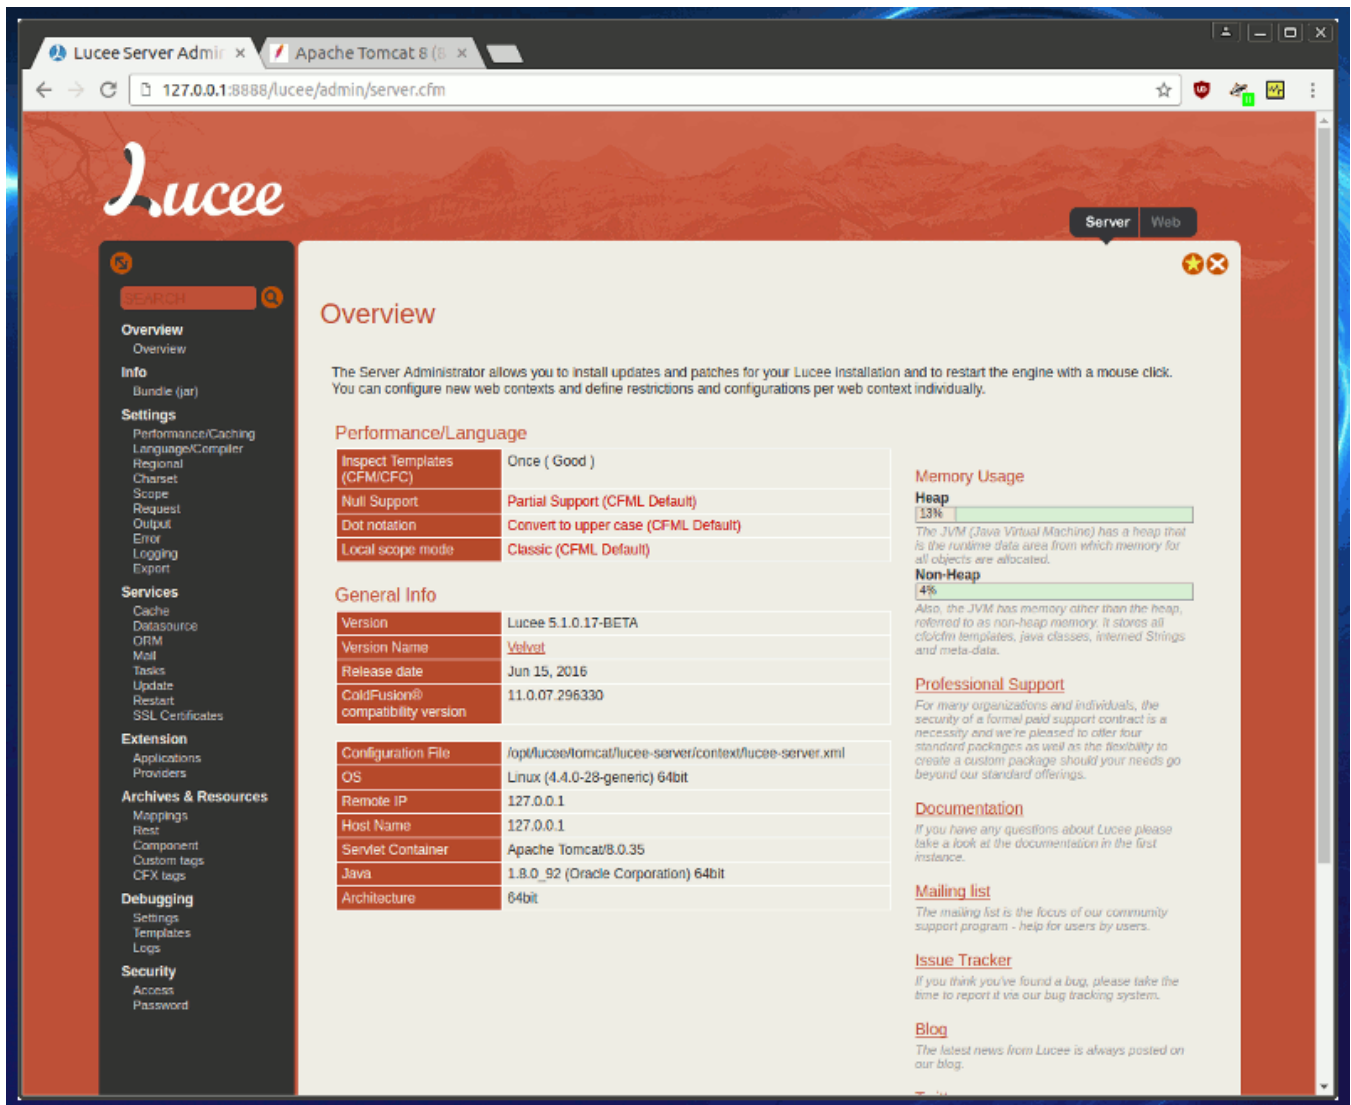 Lucee Server Admin
Apache Tomcat 8 (8
127.0.0.1:8888/lucee/admin/server.cfm
Lucee
Server Web
SEARCH
Overview
Overview
Info
Bundle (jar)
Settings
Performance/Caching
Language/Compiler
Regional
Charset
Scope
Request
Output
Error
Logging
Export
Services
Cache
Datasource
ORM
Mail
Tasks
Update
Restart
SSL Certificates
Extension
Applications
Providers
Archives & Resources
Mappings
Rest
Component
Custom tags
CFX tags
Debugging
Settings
Templates
Logs
Security
Access
Password
Overview
The Server Administrator allows you to install updates and patches for your Lucee installation and to restart the engine with a mouse click.
You can configure new web contexts and define restrictions and configurations per web context individually.
Performance/Language
Inspect Templates (CFM/CFC) Once ( Good )
Null Support Partial Support (CFML Default)
Dot notation Convert to upper case (CFML Default)
Local scope mode Classic (CFML Default)
General Info
Version Lucee 5.1.0.17-BETA
Version Name Velvet
Release date Jun 15, 2016
ColdFusion® compatibility version 11.0.07.296330
Configuration File /opt/lucee/tomcat/lucee-server/context/lucee-server.xml
OS Linux (4.4.0-28-generic) 64bit
Remote IP 127.0.0.1
Host Name 127.0.0.1
Servlet Container Apache Tomcat/8.0.35
Java 1.8.0_92 (Oracle Corporation) 64bit
Architecture 64bit
Memory Usage
Heap
13%
The JVM (Java Virtual Machine) has a heap that
is the runtime data area from which memory for
all objects are allocated.
Non-Heap
4%
Also, the JVM has memory other than the heap,
referred to as non-heap memory. It stores all
cfc/cfm templates, java classes, interned Strings
and meta-data.
Professional Support
For many organizations and individuals, the
security of a formal paid support contract is a
necessity and we're pleased to offer four
standard packages as well as the flexibility to
create a custom package should your needs go
beyond our standard offerings.
Documentation
If you have any questions about Lucee please
take a look at the documentation in the first
instance.
Mailing list
The mailing list is the focus of our community
support program - help for users by users.
Issue Tracker
If you think you've found a bug, please take the
time to report it via our bug tracking system.
Blog
The latest news from Lucee is always posted on
our blog.